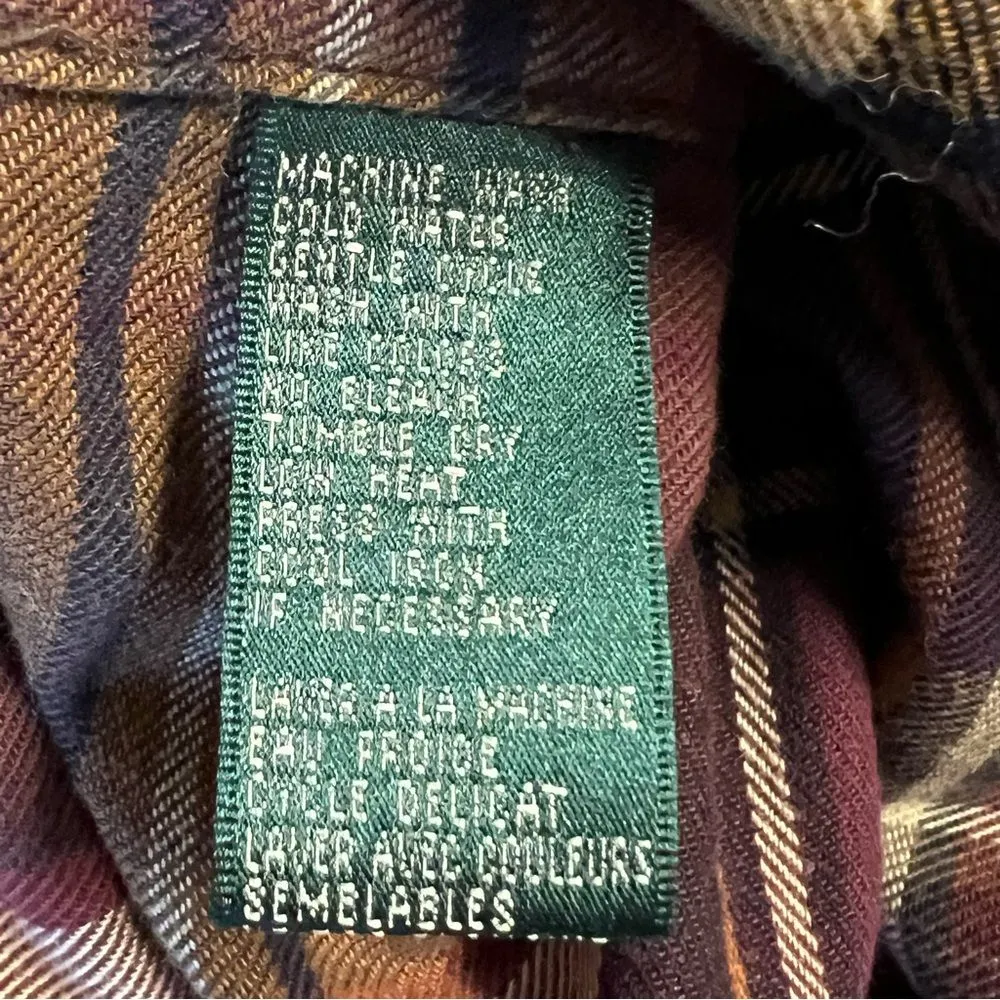 MACHINE WASH
COLD WATER
GENTLE CYCLE
WASH WITH
LIKE COLORS
NO BLEACH
TUMBLE DRY
LOW HEAT
PRESS WITH
COOL IRON
IF NECESSARY
LAVER A LA MACHINE
EAU FROIDE
CYCLE DELICAT
LAVER AVEC COULEURS
SEMBLABLES